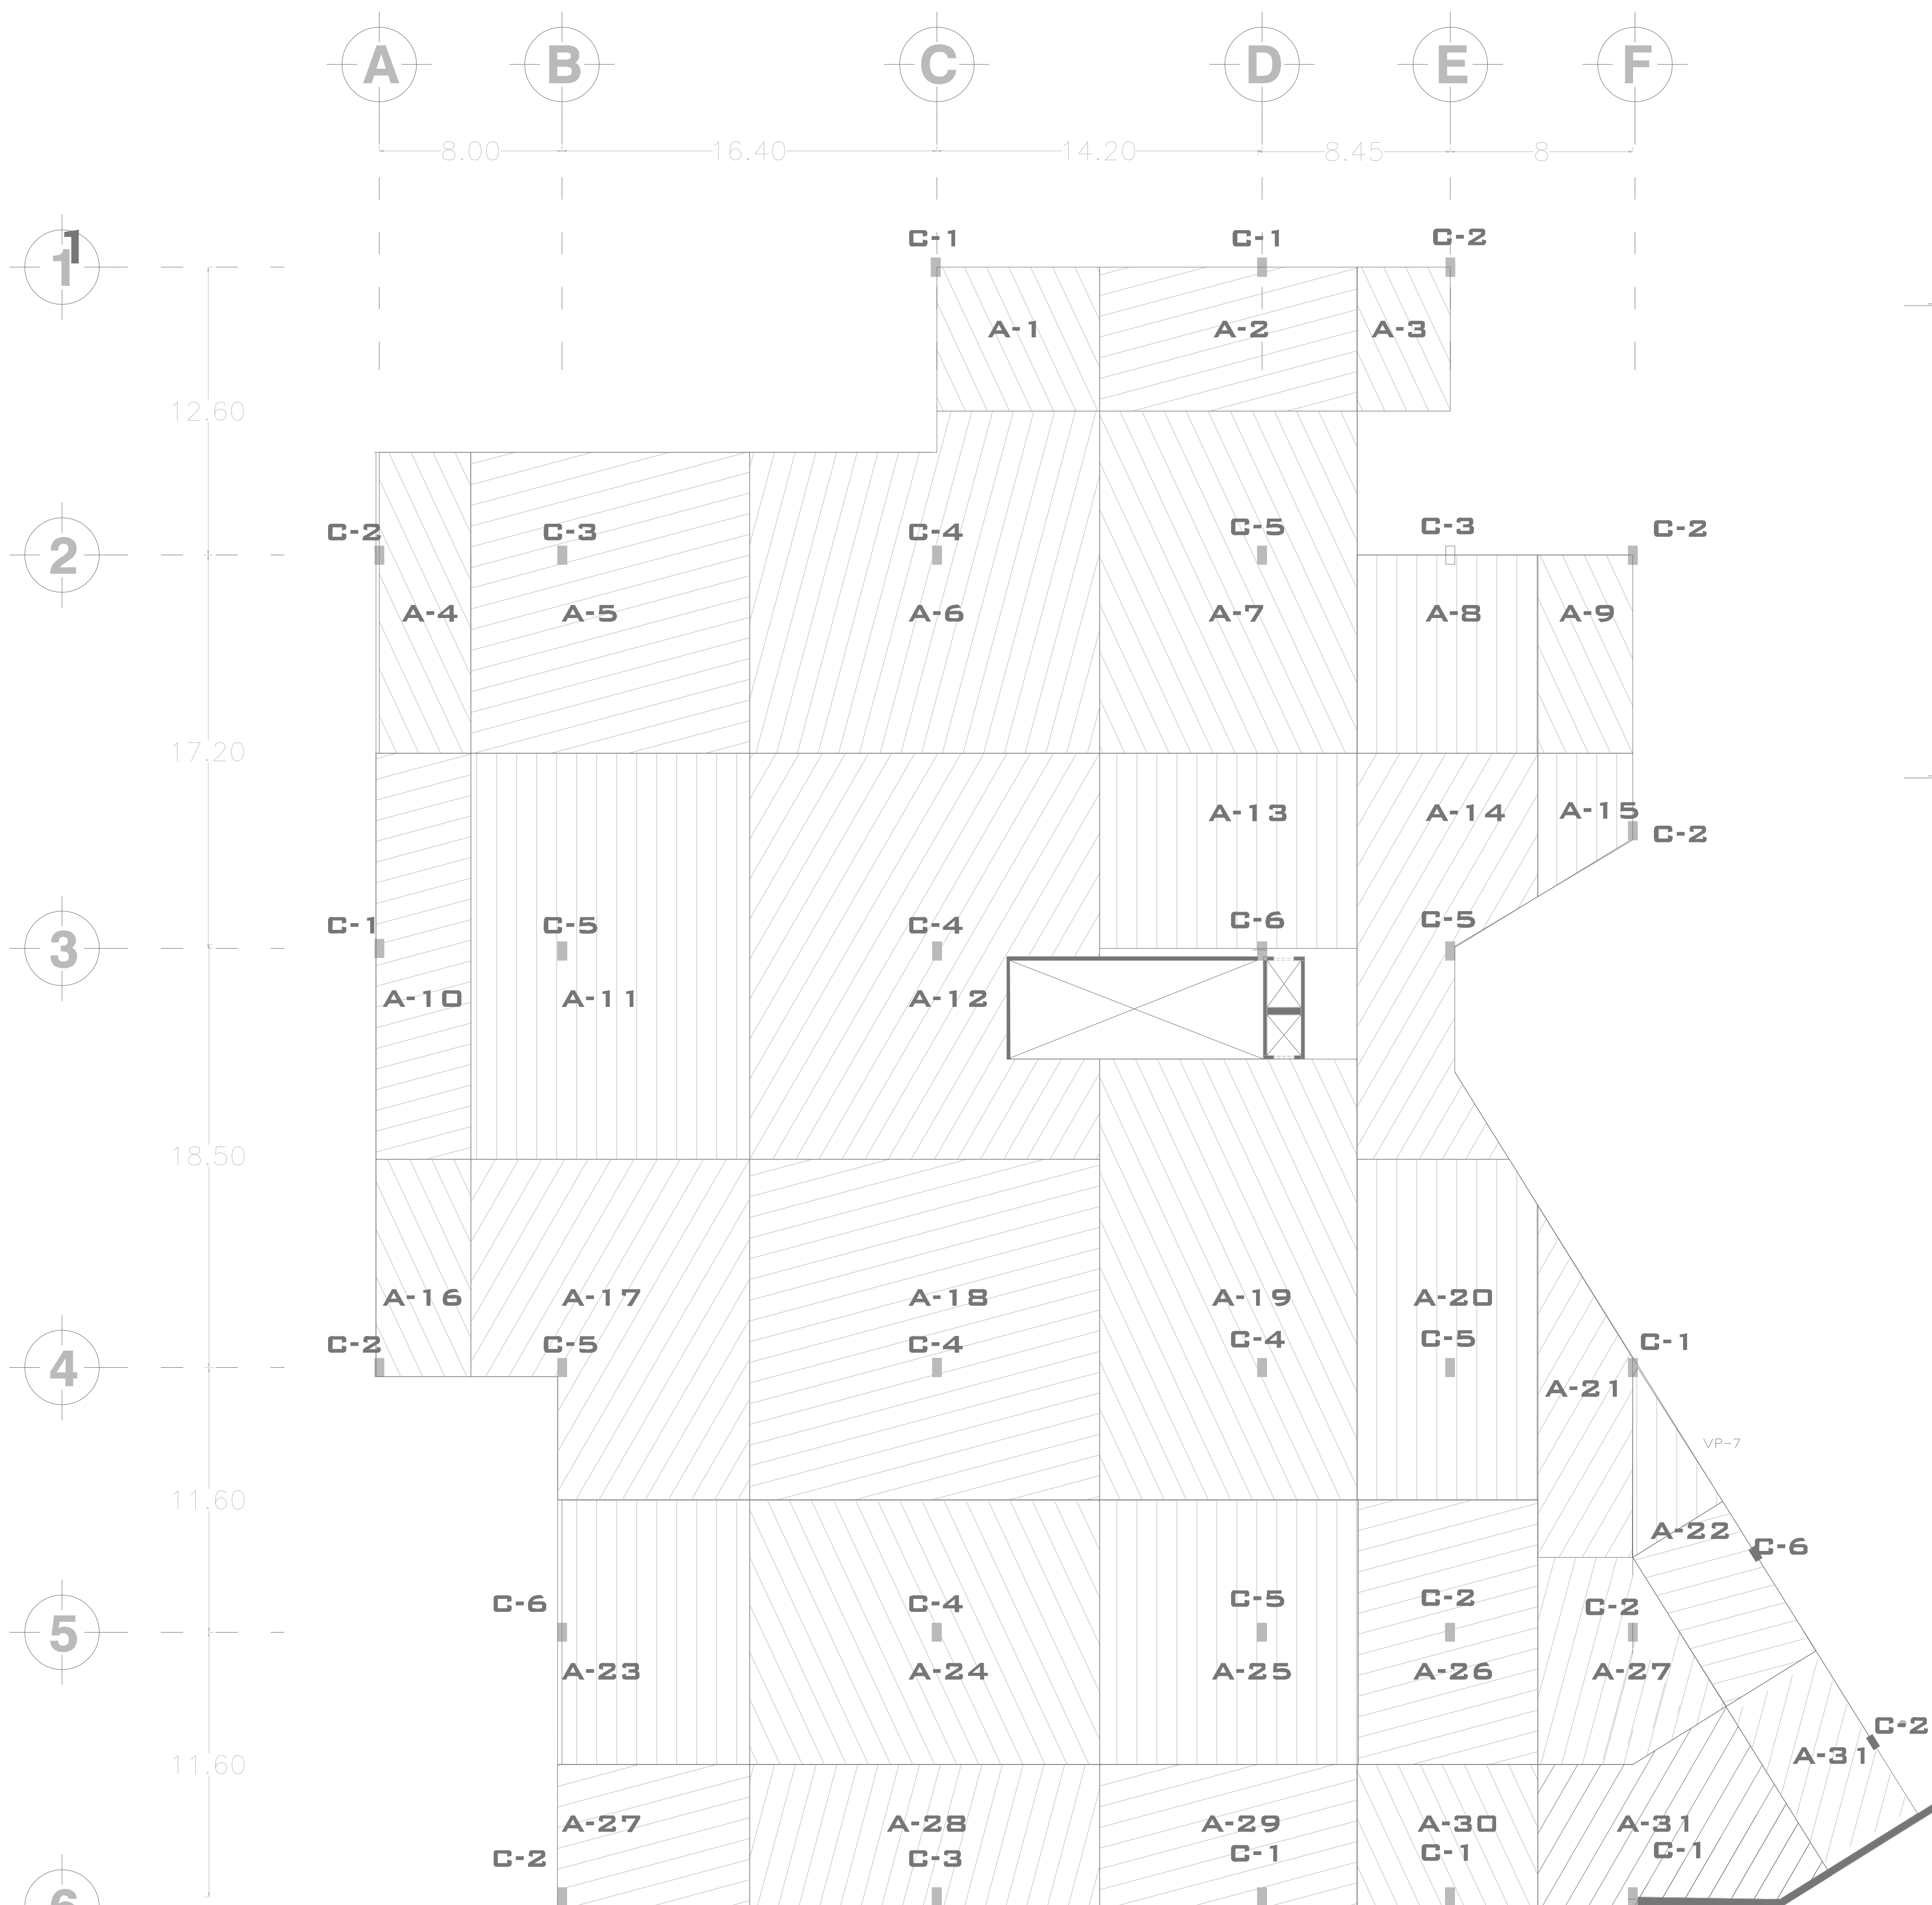 A B C D E F
8.00 16.40 14.20 8.45 8
1
C-1 C-1 C-2
1
A-1 A-2 A-3
12.60
C-2 C-3 C-4 C-5 C-3 C-2
2
A-4 A-5 A-6 A-7 A-8 A-9
17.20
A-13 A-14 A-15
C-2
C-1 C-5 C-4 C-6 C-5
3
A-10 A-11 A-12
18.50
A-16 A-17 A-18 A-19 A-20
C-2 C-5 C-4 C-4 C-5 C-1
4
A-21
VP-7
11.60
A-22
C-6
C-6 C-4 C-5 C-2 C-2
5
A-23 A-24 A-25 A-26 A-27
C-2
A-31
11.60
A-27 A-28 A-29 A-30 A-31
C-2 C-3 C-1 C-1 C-1